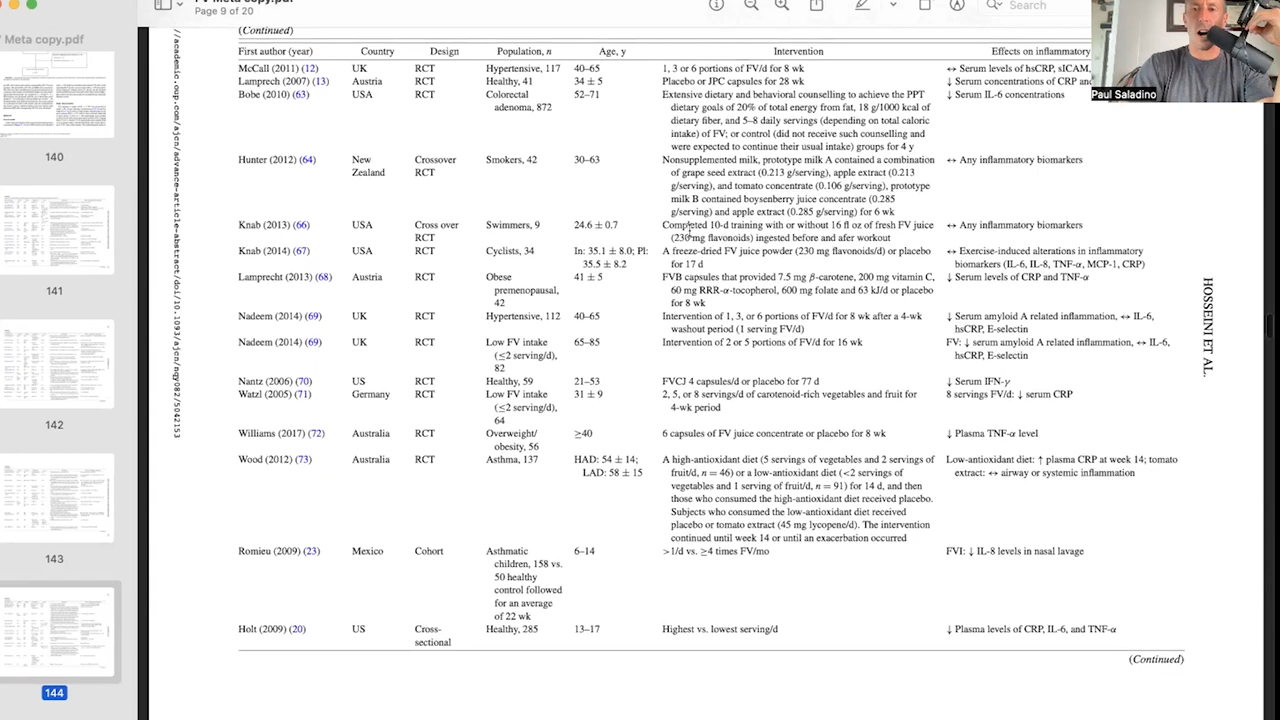 FV Meta copy.pdf
Page 9 of 20
Search
Meta copy.pdf
140
141
142
143
144
Paul Saladino
//academic.oup.com/ajcn/advance-article-abstract/doi/10.1093/ajcn/nqy082/5042153
HOSSEINI ET AL.
(Continued)
First author (year) Country Design Population, n Age, y Intervention Effects on inflammatory
McCall (2011) (12) UK RCT Hypertensive, 117 40–65 1, 3 or 6 portions of FV/d for 8 wk ↔ Serum levels of hsCRP, sICAM,
Lamprecht (2007) (13) Austria RCT Healthy, 41 34 ± 5 Placebo or JPC capsules for 28 wk ↓ Serum concentrations of CRP and
Bobe (2010) (63) USA RCT Colorectal Extensive dietary and behavioral counselling to achieve the PPT ↓ Serum IL-6 concentrations
adenoma, 872 52–71 dietary goals of 20% of total energy from fat, 18 g/1000 kcal of
dietary fiber, and 5–8 daily servings (depending on total caloric
intake) of FV; or control (did not receive such counselling and
were expected to continue their usual intake) groups for 4 y
Hunter (2012) (64) New Crossover Smokers, 42 30–63 Nonsupplemented milk, prototype milk A contained a combination ↔ Any inflammatory biomarkers
Zealand RCT of grape seed extract (0.213 g/serving), apple extract (0.213
g/serving), and tomato concentrate (0.106 g/serving), prototype
milk B contained boysenberry juice concentrate (0.285
g/serving) and apple extract (0.285 g/serving) for 6 wk
Knab (2013) (66) USA Cross over Swimmers, 9 24.6 ± 0.7 Completed 10-d training with or without 16 fl oz of fresh FV juice ↔ Any inflammatory biomarkers
RCT (230 mg flavonoids) ingested before and afer workout
Knab (2014) (67) USA RCT Cyclists, 34 In: 35.1 ± 8.0; Pl: A freeze-dried FV juice powder (230 mg flavonoids/d) or placebo ↔ Exercise-induced alterations in inflammatory
35.5 ± 8.2 for 17 d biomarkers (IL-6, IL-8, TNF-α, MCP-1, CRP)
Lamprecht (2013) (68) Austria RCT Obese 41 ± 5 FVB capsules that provided 7.5 mg β-carotene, 200 mg vitamin C, ↓ Serum levels of CRP and TNF-α
premenopausal, 60 mg RRR-α-tocopherol, 600 mg folate and 63 kJ/d or placebo
42 for 8 wk
Nadeem (2014) (69) UK RCT Hypertensive, 112 40–65 Intervention of 1, 3, or 6 portions of FV/d for 8 wk after a 4-wk ↓ Serum amyloid A related inflammation, ↔ IL-6,
washout period (1 serving FV/d) hsCRP, E-selectin
Nadeem (2014) (69) UK RCT Low FV intake 65–85 Intervention of 2 or 5 portions of FV/d for 16 wk FV: ↓ serum amyloid A related inflammation, ↔ IL-6,
(≤2 serving/d), hsCRP, E-selectin
82
Nantz (2006) (70) US RCT Healthy, 59 21–53 FVCJ 4 capsules/d or placebo for 77 d ↓ Serum IFN-γ
Watzl (2005) (71) Germany RCT Low FV intake 31 ± 9 2, 5, or 8 servings/d of carotenoid-rich vegetables and fruit for 8 servings FV/d: ↓ serum CRP
(≤2 serving/d), 4-wk period
64
Williams (2017) (72) Australia RCT Overweight/ ≥40 6 capsules of FV juice concentrate or placebo for 8 wk ↓ Plasma TNF-α level
obesity, 56
Wood (2012) (73) Australia RCT Asthma, 137 HAD: 54 ± 14; A high-antioxidant diet (5 servings of vegetables and 2 servings of Low-antioxidant diet: ↑ plasma CRP at week 14; tomato
LAD: 58 ± 15 fruit/d, n = 46) or a low-antioxidant diet (<2 servings of extract: ↔ airway or systemic inflammation
vegetables and 1 serving of fruit/d, n = 91) for 14 d, and then
those who consumed the high-antioxidant diet received placebo.
Subjects who consumed the low-antioxidant diet received
placebo or tomato extract (45 mg lycopene/d). The intervention
continued until week 14 or until an exacerbation occurred
Romieu (2009) (23) Mexico Cohort Asthmatic 6–14 >1/d vs. ≥4 times FV/mo FVI: ↓ IL-8 levels in nasal lavage
children, 158 vs.
50 healthy
control followed
for an average
of 22 wk
Holt (2009) (20) US Cross- Healthy, 285 13–17 Highest vs. lowest serving/d ↓ Plasma levels of CRP, IL-6, and TNF-α
sectional
(Continued)